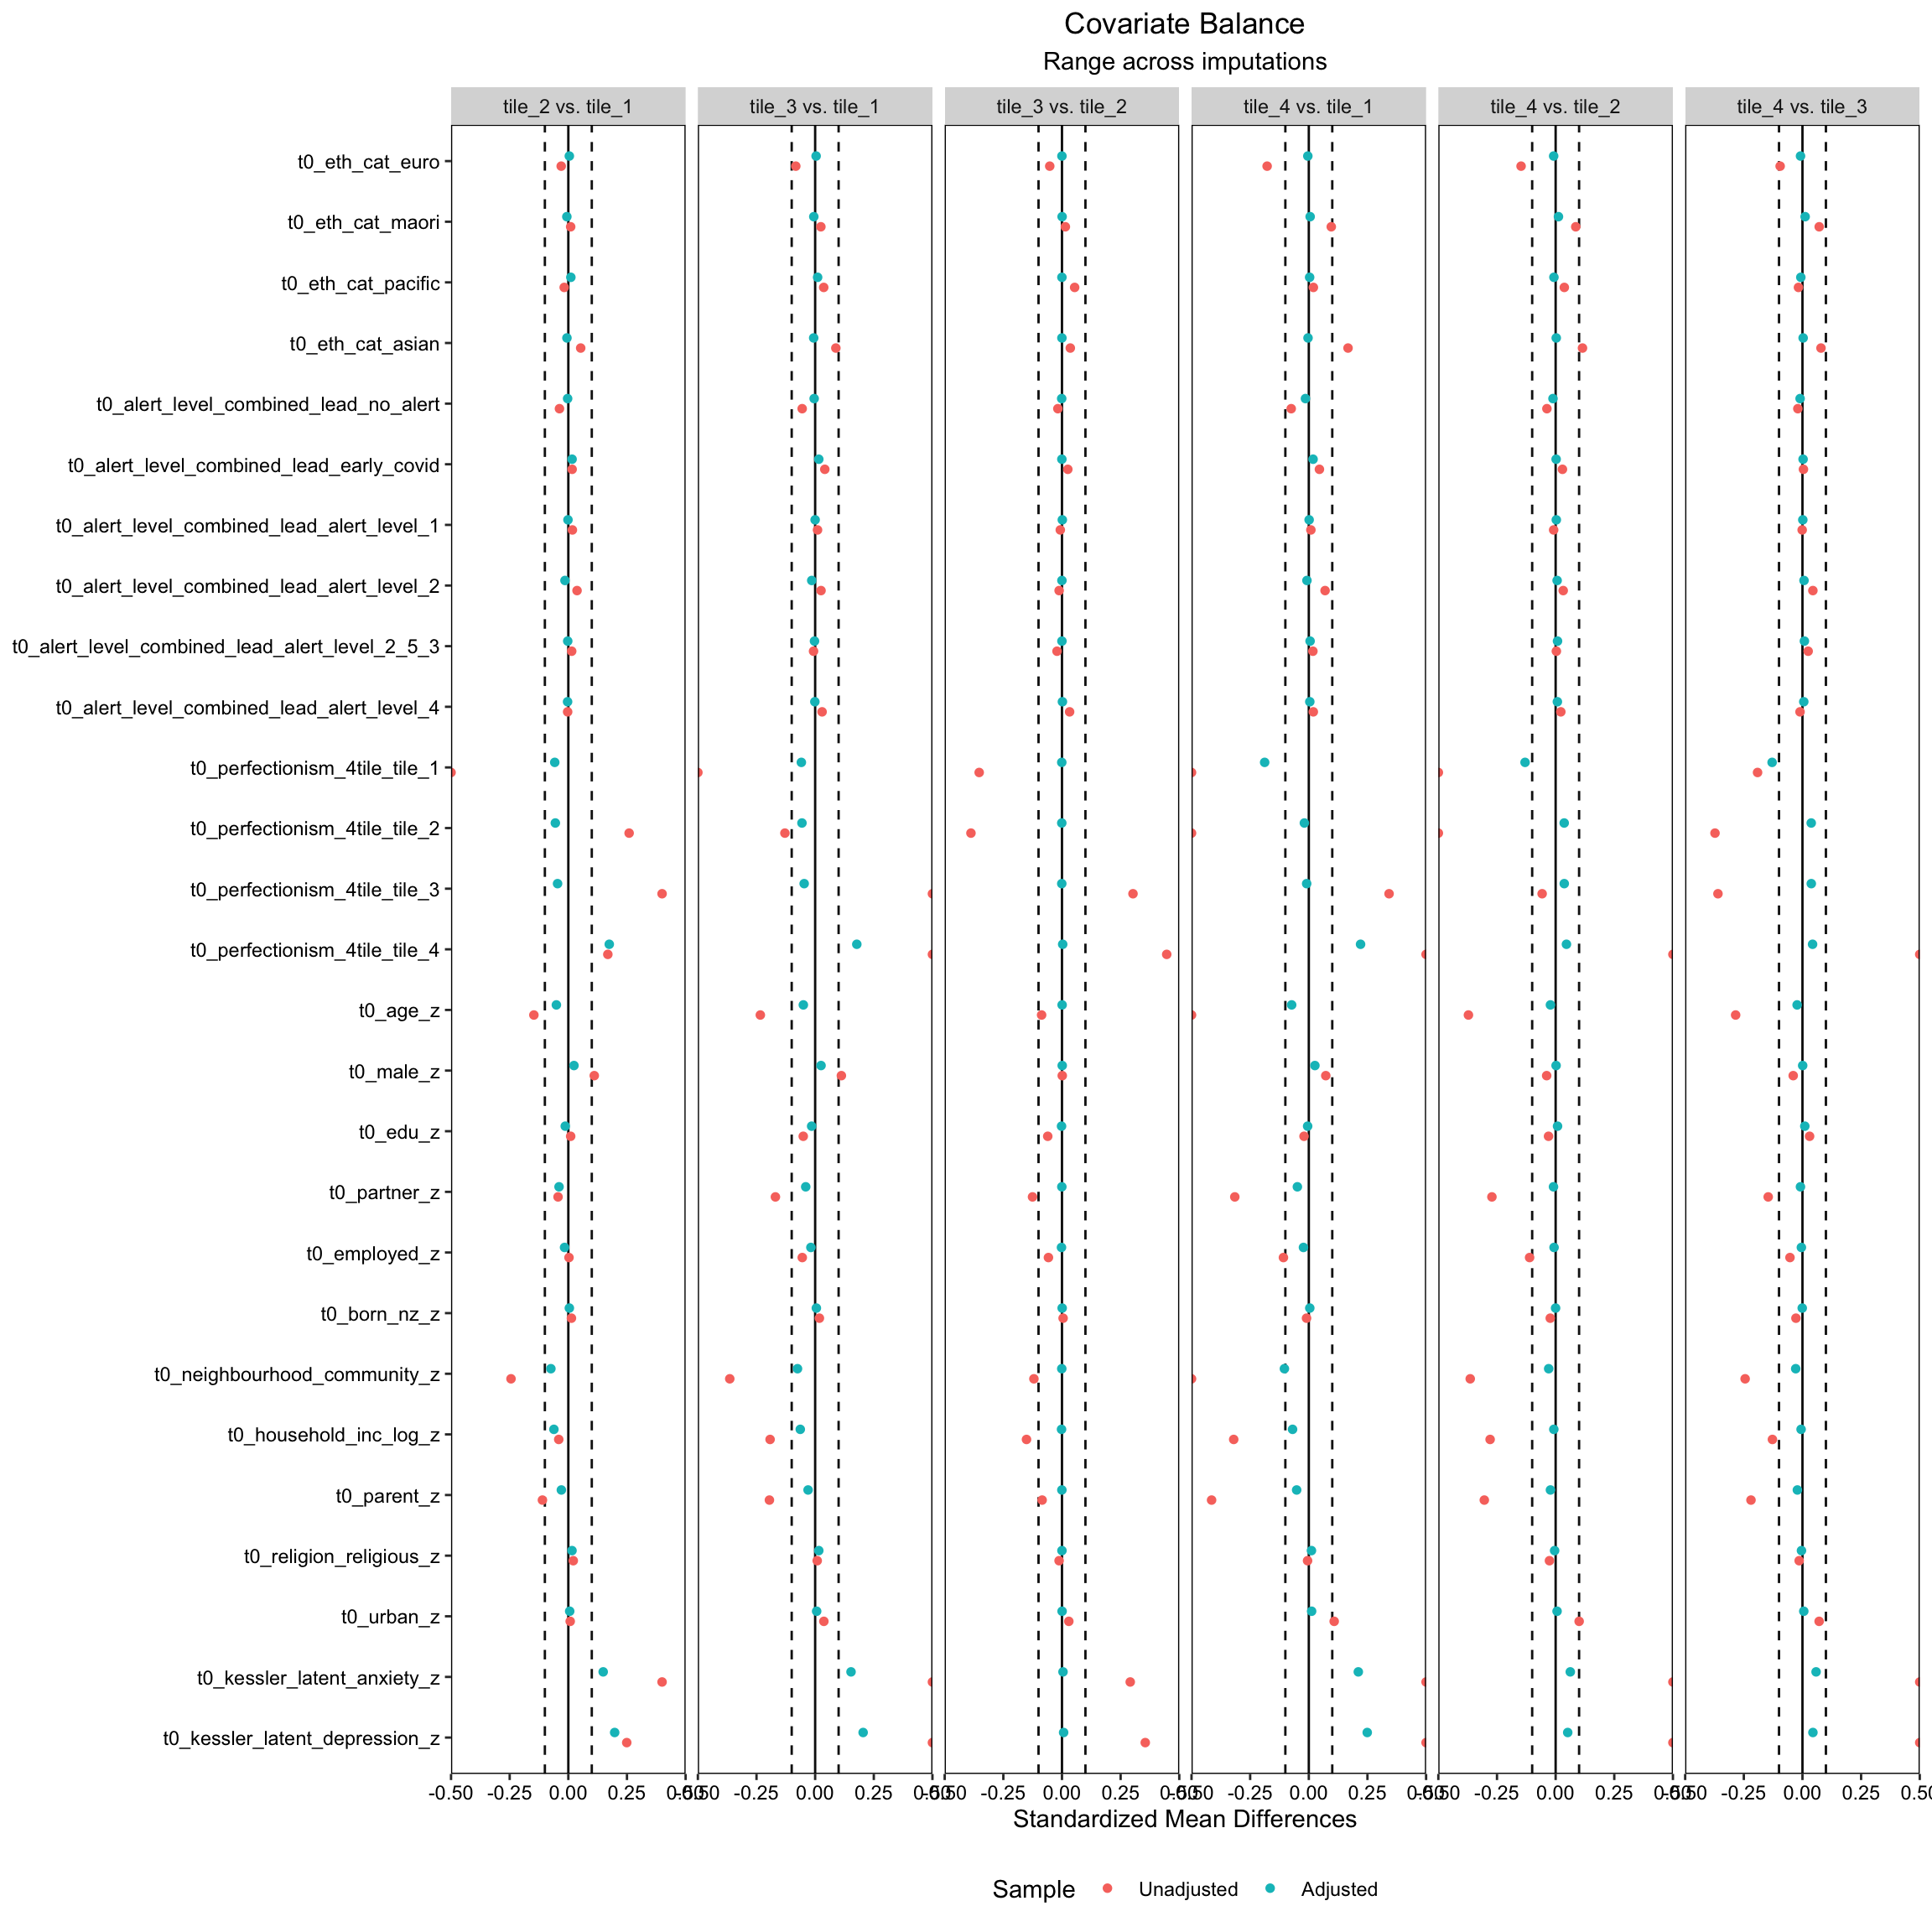 Covariate Balance
Range across imputations
tile_2 vs. tile_1 tile_3 vs. tile_1 tile_3 vs. tile_2 tile_4 vs. tile_1 tile_4 vs. tile_2 tile_4 vs. tile_3
t0_eth_cat_euro
t0_eth_cat_maori
t0_eth_cat_pacific
t0_eth_cat_asian
t0_alert_level_combined_lead_no_alert
t0_alert_level_combined_lead_early_covid
t0_alert_level_combined_lead_alert_level_1
t0_alert_level_combined_lead_alert_level_2
t0_alert_level_combined_lead_alert_level_2_5_3
t0_alert_level_combined_lead_alert_level_4
t0_perfectionism_4tile_tile_1
t0_perfectionism_4tile_tile_2
t0_perfectionism_4tile_tile_3
t0_perfectionism_4tile_tile_4
t0_age_z
t0_male_z
t0_edu_z
t0_partner_z
t0_employed_z
t0_born_nz_z
t0_neighbourhood_community_z
t0_household_inc_log_z
t0_parent_z
t0_religion_religious_z
t0_urban_z
t0_kessler_latent_anxiety_z
t0_kessler_latent_depression_z
-0.50 -0.25 0.00 0.25 -0.25 0.00 0.25 -0.25 0.00 0.25 -0.25 0.00 0.25 -0.25 0.00 0.25 -0.25 0.00 0.25
Standardized Mean Differences
Sample Unadjusted Adjusted